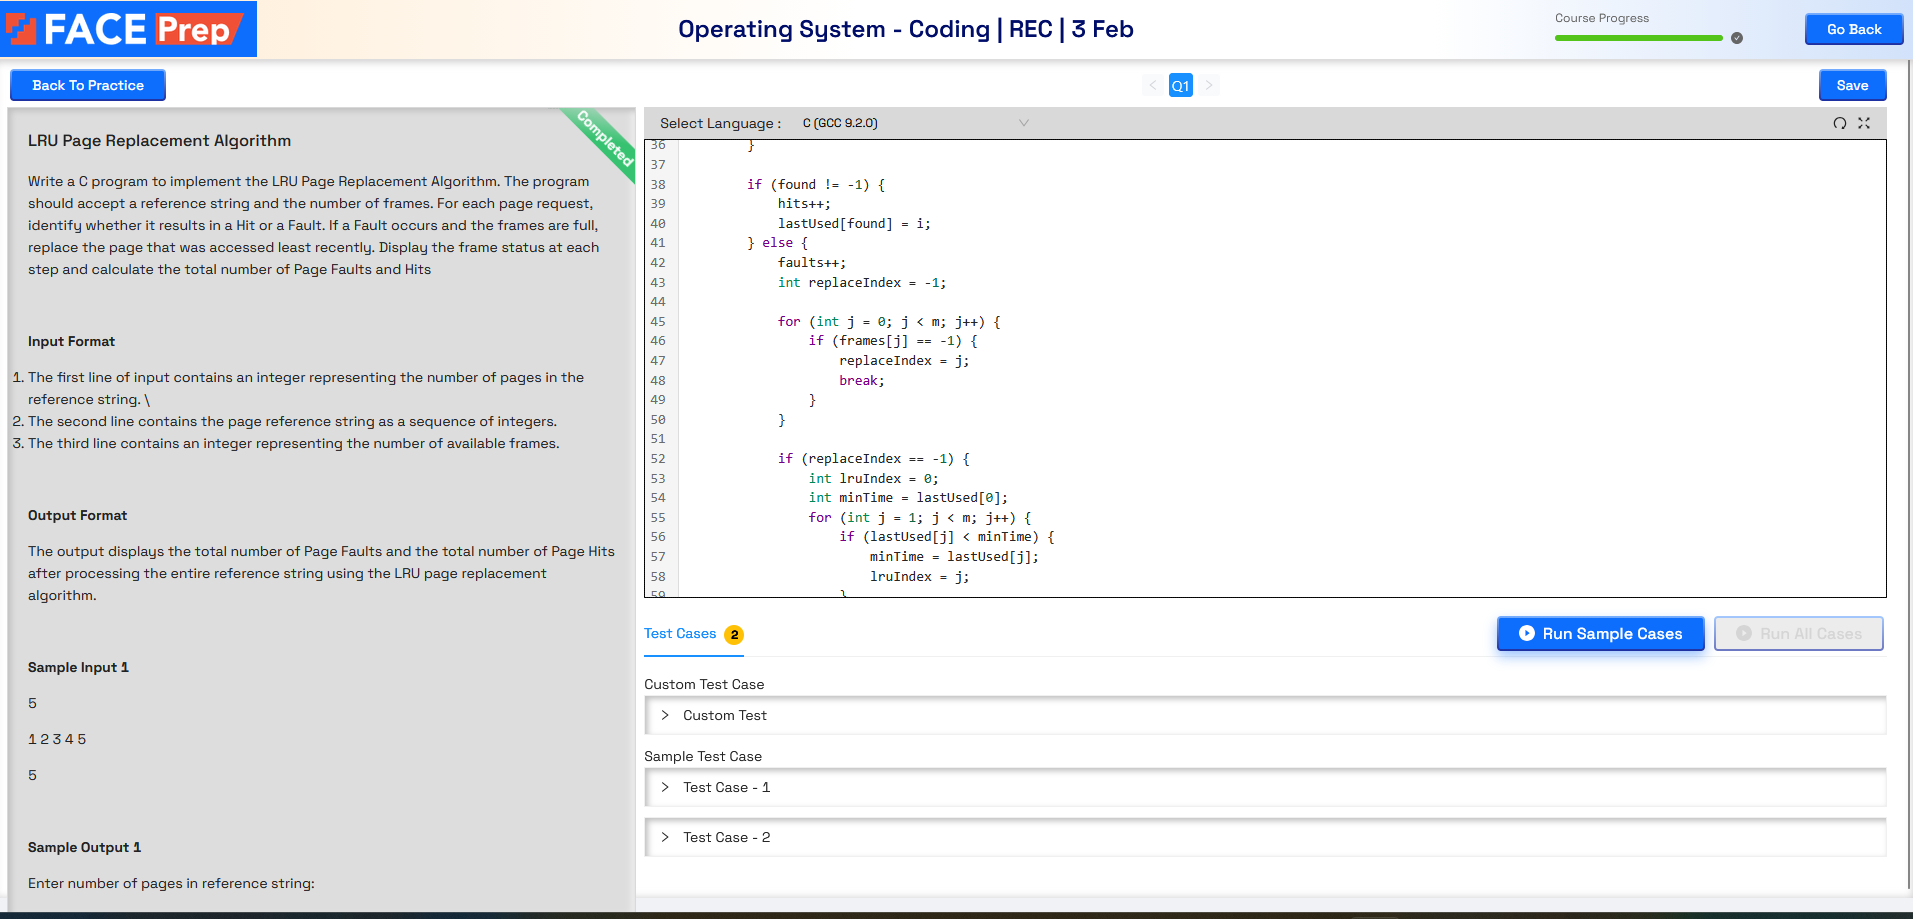 FACE Prep
Operating System - Coding | REC | 3 Feb
Course Progress
Go Back
Back To Practice
< Q1 >
Save
Completed
LRU Page Replacement Algorithm
Write a C program to implement the LRU Page Replacement Algorithm. The program
should accept a reference string and the number of frames. For each page request,
identify whether it results in a Hit or a Fault. If a Fault occurs and the frames are full,
replace the page that was accessed least recently. Display the frame status at each
step and calculate the total number of Page Faults and Hits
Input Format
1. The first line of input contains an integer representing the number of pages in the
reference string. \
2. The second line contains the page reference string as a sequence of integers.
3. The third line contains an integer representing the number of available frames.
Output Format
The output displays the total number of Page Faults and the total number of Page Hits
after processing the entire reference string using the LRU page replacement
algorithm.
Sample Input 1
5
1 2 3 4 5
5
Sample Output 1
Enter number of pages in reference string:
Select Language : C (GCC 9.2.0)
36 }
37
38 if (found != -1) {
39 hits++;
40 lastUsed[found] = i;
41 } else {
42 faults++;
43 int replaceIndex = -1;
44
45 for (int j = 0; j < m; j++) {
46 if (frames[j] == -1) {
47 replaceIndex = j;
48 break;
49 }
50 }
51
52 if (replaceIndex == -1) {
53 int lruIndex = 0;
54 int minTime = lastUsed[0];
55 for (int j = 1; j < m; j++) {
56 if (lastUsed[j] < minTime) {
57 minTime = lastUsed[j];
58 lruIndex = j;
59 }
Test Cases 2
Run Sample Cases
Run All Cases
Custom Test Case
> Custom Test
Sample Test Case
> Test Case - 1
> Test Case - 2